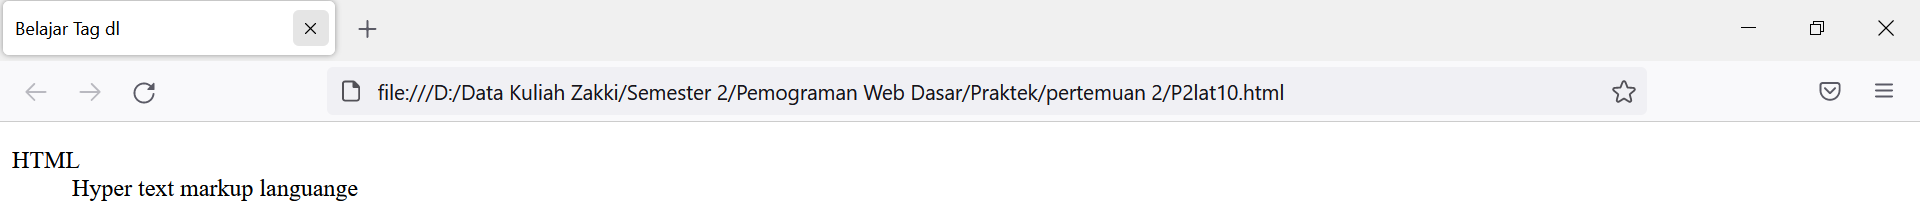 Belajar Tag dl
file:///D:/Data Kuliah Zakki/Semester 2/Pemograman Web Dasar/Praktek/pertemuan 2/P2lat10.html
HTML
Hyper text markup languange